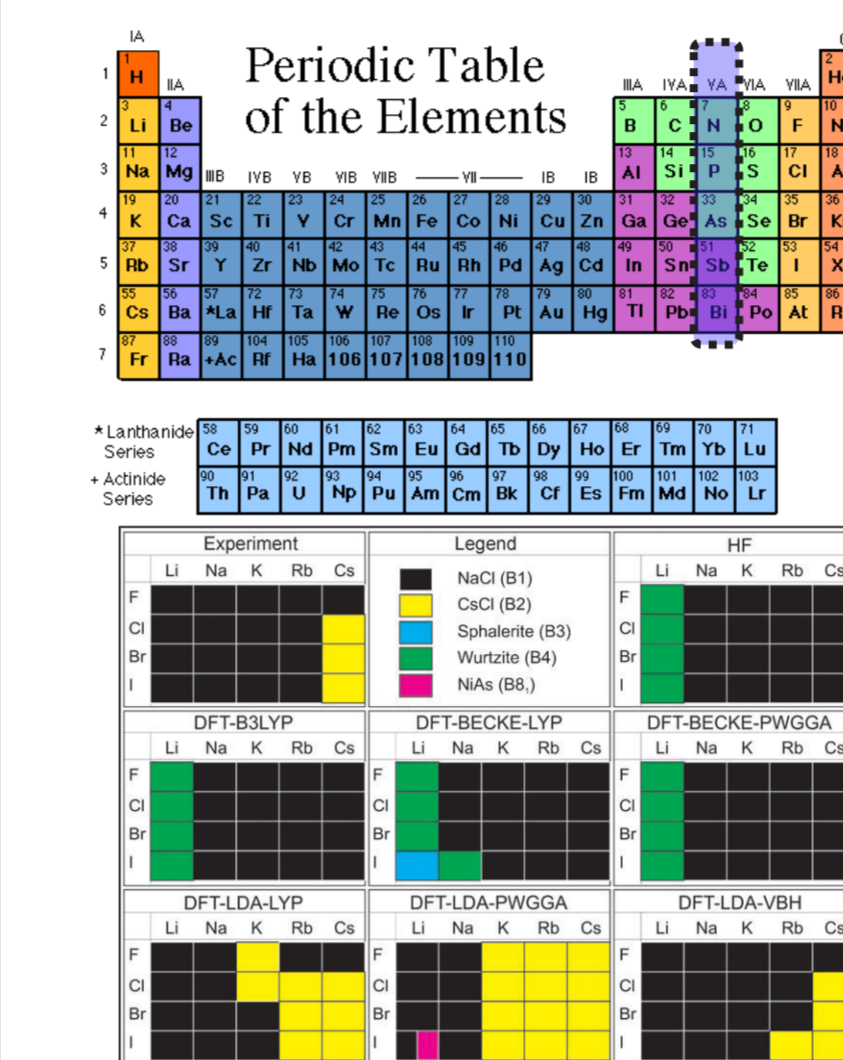 IA
Periodic Table
of the Elements
1 H
IIA IIIA IVA VA VIA VIIA
1
2
3
4
5
6
7
2 H
3 Li 4 Be 5 B 6 C 7 N 8 O 9 F 10 N
11 Na 12 Mg IIIB IVB VB VIB VIIB VII IB IB 13 Al 14 Si 15 P 16 S 17 Cl 18 A
19 K 20 Ca 21 Sc 22 Ti 23 V 24 Cr 25 Mn 26 Fe 27 Co 28 Ni 29 Cu 30 Zn 31 Ga 32 Ge 33 As 34 Se 35 Br 36 K
37 Rb 38 Sr 39 Y 40 Zr 41 Nb 42 Mo 43 Tc 44 Ru 45 Rh 46 Pd 47 Ag 48 Cd 49 In 50 Sn 51 Sb 52 Te 53 I 54 X
55 Cs 56 Ba 57 *La 72 Hf 73 Ta 74 W 75 Re 76 Os 77 Ir 78 Pt 79 Au 80 Hg 81 Tl 82 Pb 83 Bi 84 Po 85 At 86 R
87 Fr 88 Ra 89 +Ac 104 Rf 105 Ha 106 106 107 107 108 108 109 109 110 110
* Lanthanide Series 58 Ce 59 Pr 60 Nd 61 Pm 62 Sm 63 Eu 64 Gd 65 Tb 66 Dy 67 Ho 68 Er 69 Tm 70 Yb 71 Lu
+ Actinide Series 90 Th 91 Pa 92 U 93 Np 94 Pu 95 Am 96 Cm 97 Bk 98 Cf 99 Es 100 Fm 101 Md 102 No 103 Lr
Experiment
Li Na K Rb Cs
F
Cl
Br
I
Legend
NaCl (B1)
CsCl (B2)
Sphalerite (B3)
Wurtzite (B4)
NiAs (B8₁)
HF
Li Na K Rb Cs
F
Cl
Br
I
DFT-B3LYP
Li Na K Rb Cs
F
Cl
Br
I
DFT-BECKE-LYP
Li Na K Rb Cs
F
Cl
Br
I
DFT-BECKE-PWGGA
Li Na K Rb Cs
F
Cl
Br
I
DFT-LDA-LYP
Li Na K Rb Cs
F
Cl
Br
I
DFT-LDA-PWGGA
Li Na K Rb Cs
F
Cl
Br
I
DFT-LDA-VBH
Li Na K Rb Cs
F
Cl
Br
I